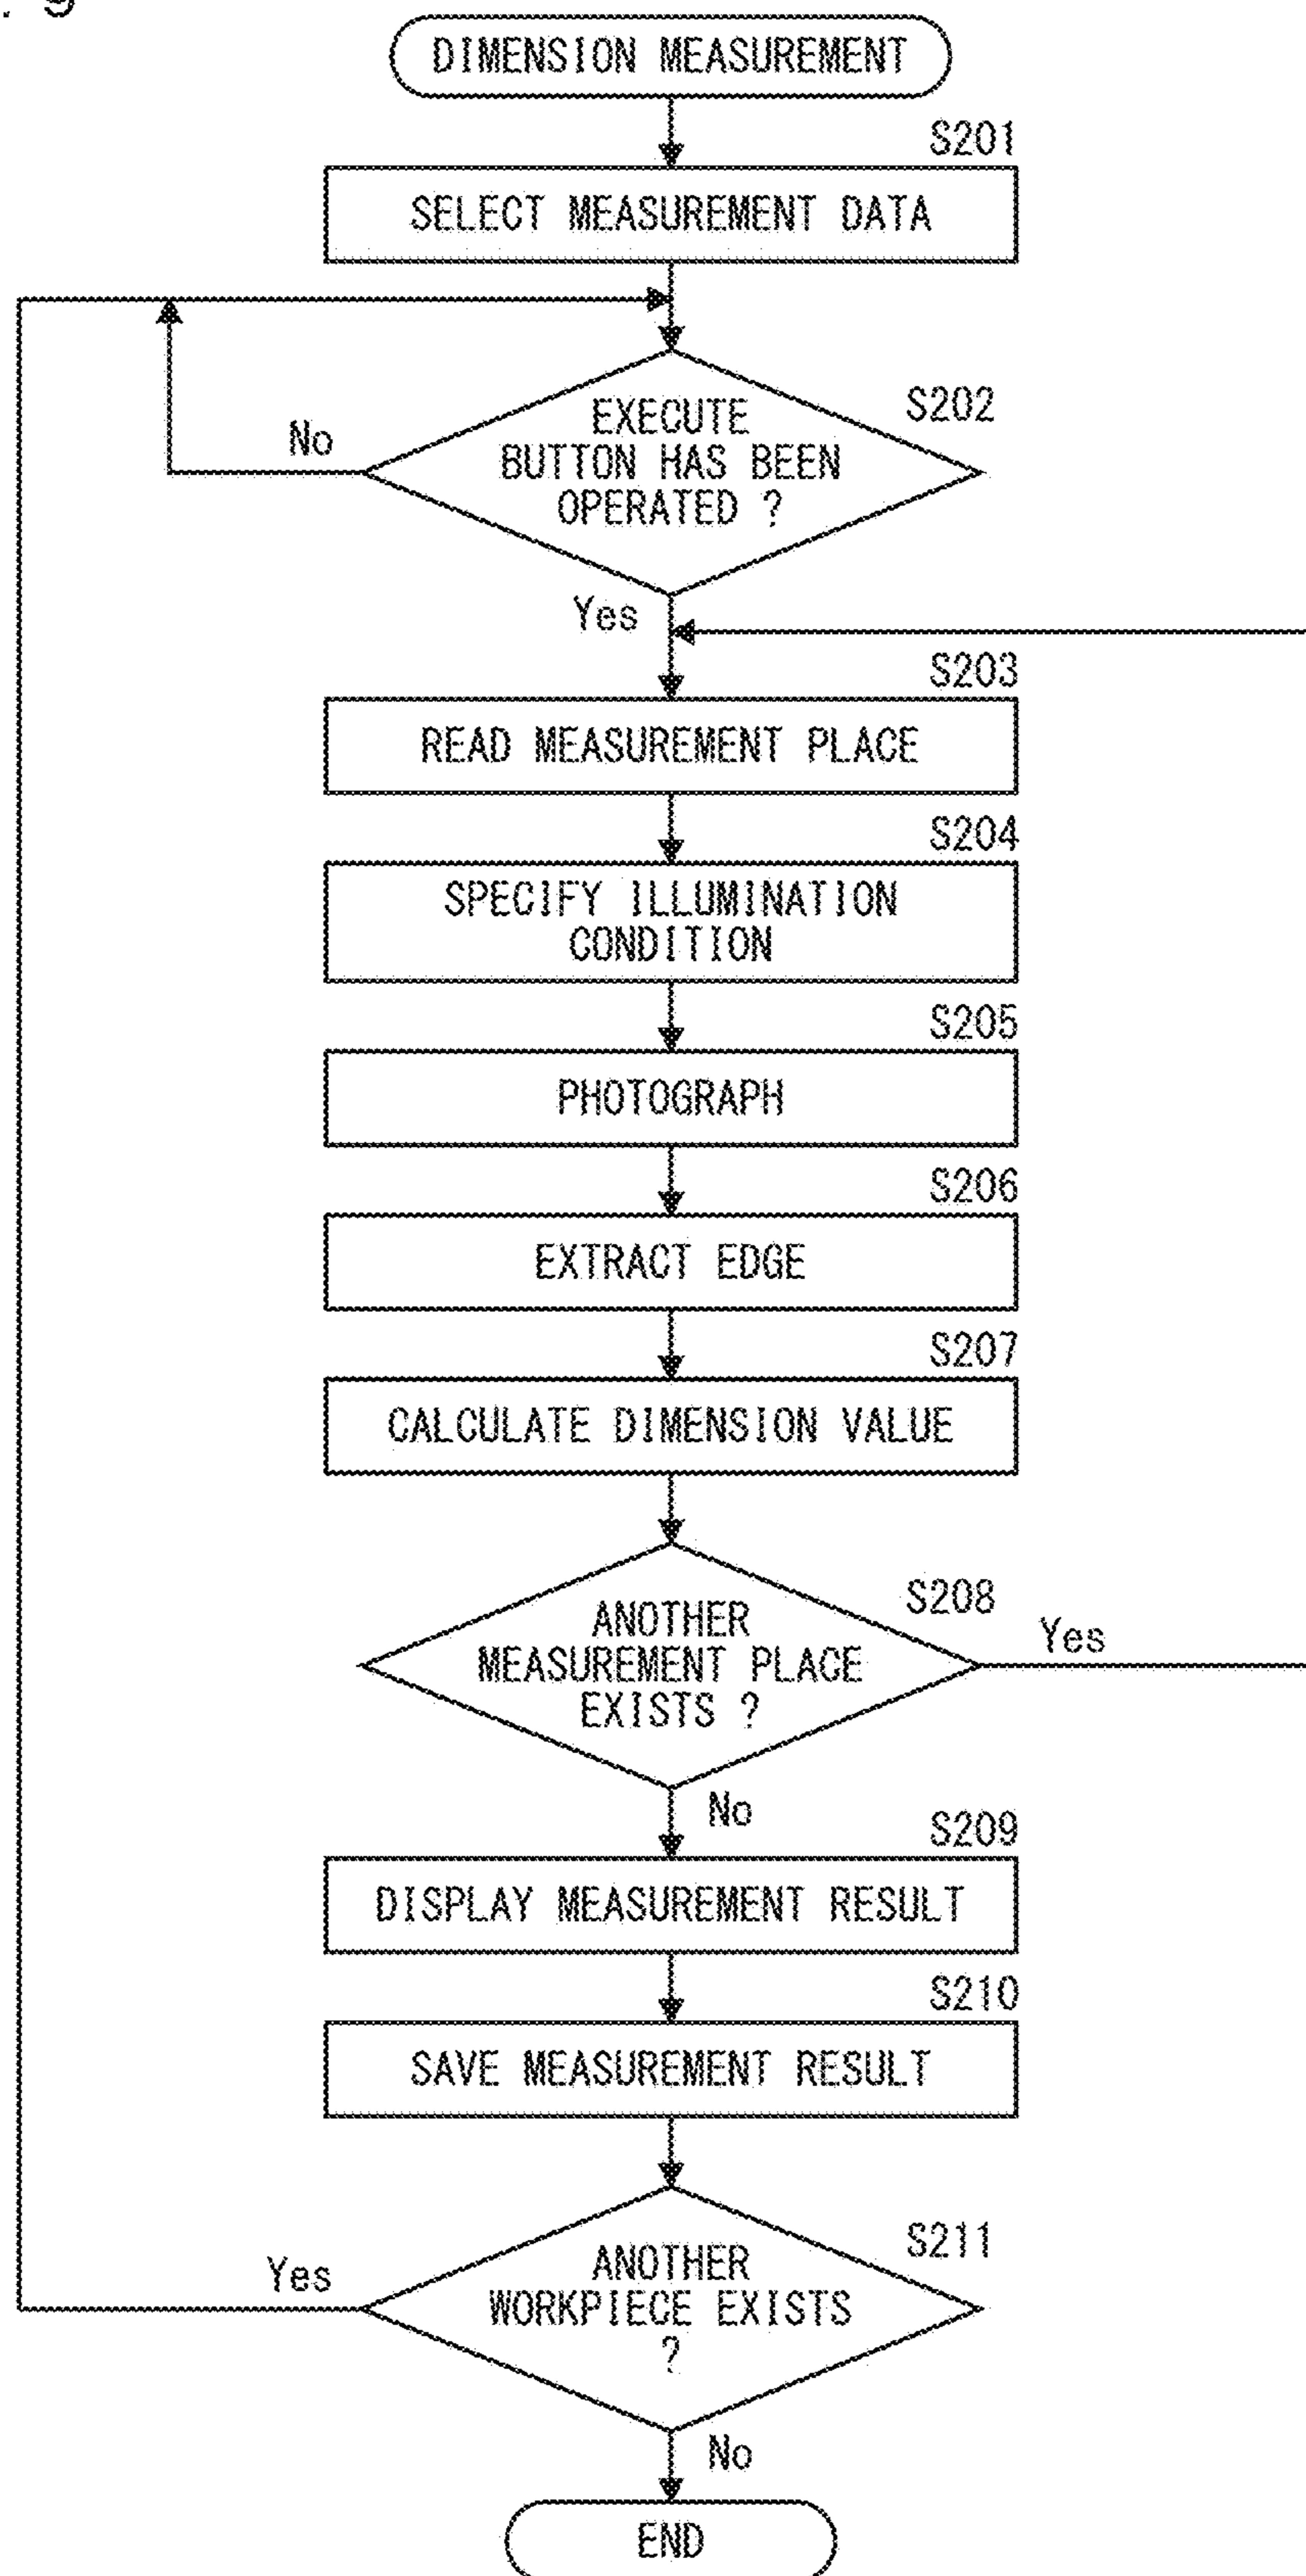 . 9
DIMENSION MEASUREMENT
S201
SELECT MEASUREMENT DATA
S202
EXECUTE
BUTTON HAS BEEN
OPERATED ?
No
Yes
S203
READ MEASUREMENT PLACE
S204
SPECIFY ILLUMINATION
CONDITION
S205
PHOTOGRAPH
S206
EXTRACT EDGE
S207
CALCULATE DIMENSION VALUE
S208
ANOTHER
MEASUREMENT PLACE
EXISTS ?
Yes
No
S209
DISPLAY MEASUREMENT RESULT
S210
SAVE MEASUREMENT RESULT
S211
ANOTHER
WORKPIECE EXISTS
?
Yes
No
END